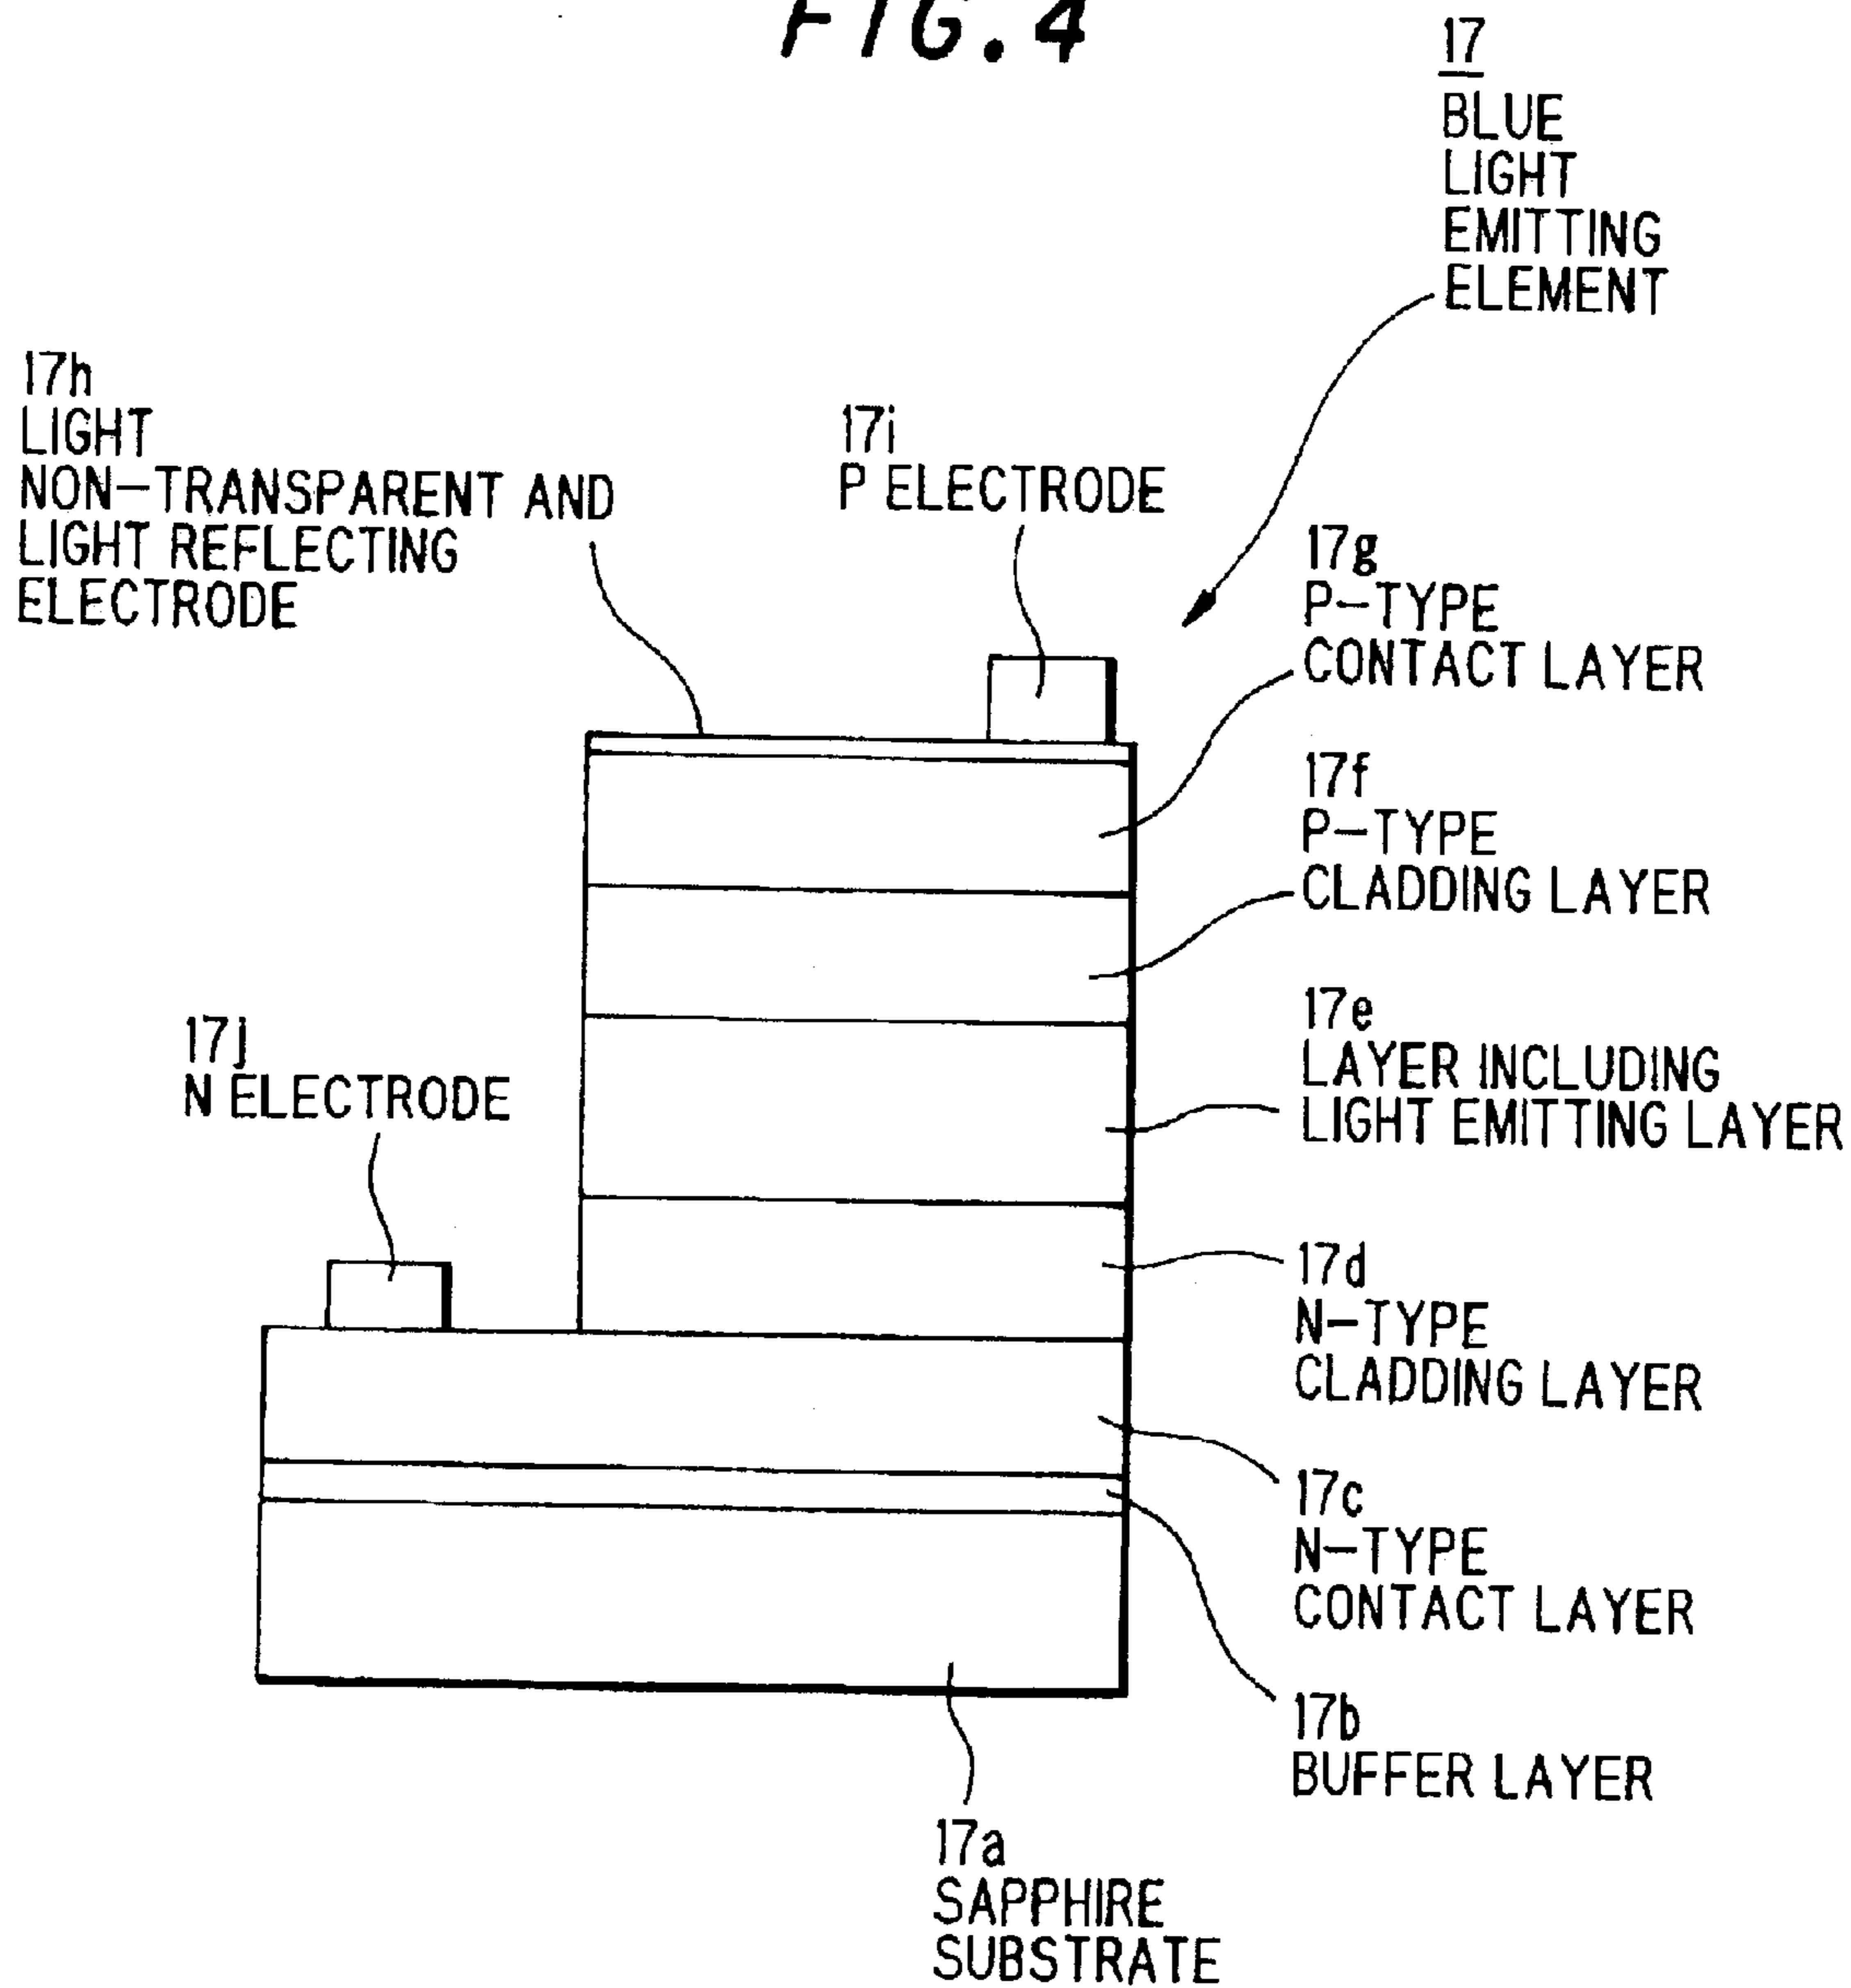 FIG. 4
17
BLUE
LIGHT
EMITTING
ELEMENT
17h
LIGHT
NON-TRANSPARENT AND
LIGHT REFLECTING
ELECTRODE
17i
P ELECTRODE
17g
P-TYPE
CONTACT LAYER
17f
P-TYPE
CLADDING LAYER
17e
LAYER INCLUDING
LIGHT EMITTING LAYER
17j
N ELECTRODE
17d
N-TYPE
CLADDING LAYER
17c
N-TYPE
CONTACT LAYER
17b
BUFFER LAYER
17a
SAPPHIRE
SUBSTRATE